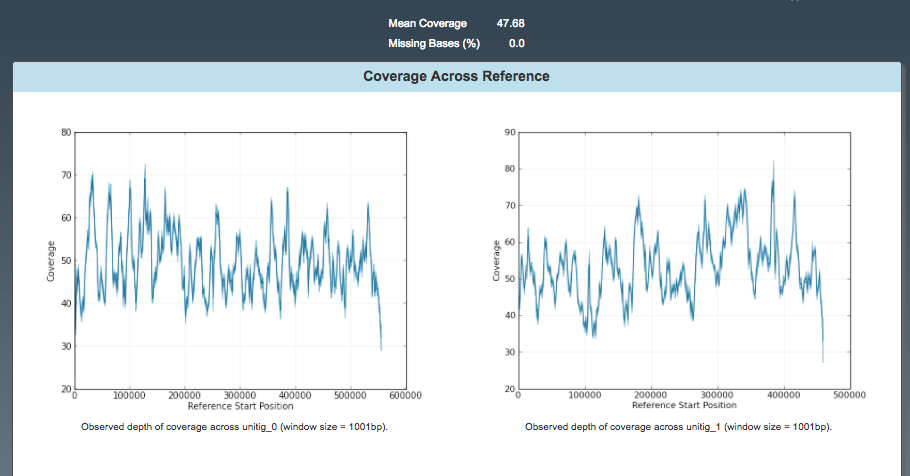 Mean Coverage 47.68
Missing Bases (%) 0.0
Coverage Across Reference
80
70
60
50
40
30
20
Coverage
0 100000 200000 300000 400000 500000 600000
Reference Start Position
Observed depth of coverage across unitig_0 (window size = 1001bp).
90
80
70
60
50
40
30
20
Coverage
0 100000 200000 300000 400000 500000
Reference Start Position
Observed depth of coverage across unitig_1 (window size = 1001bp).